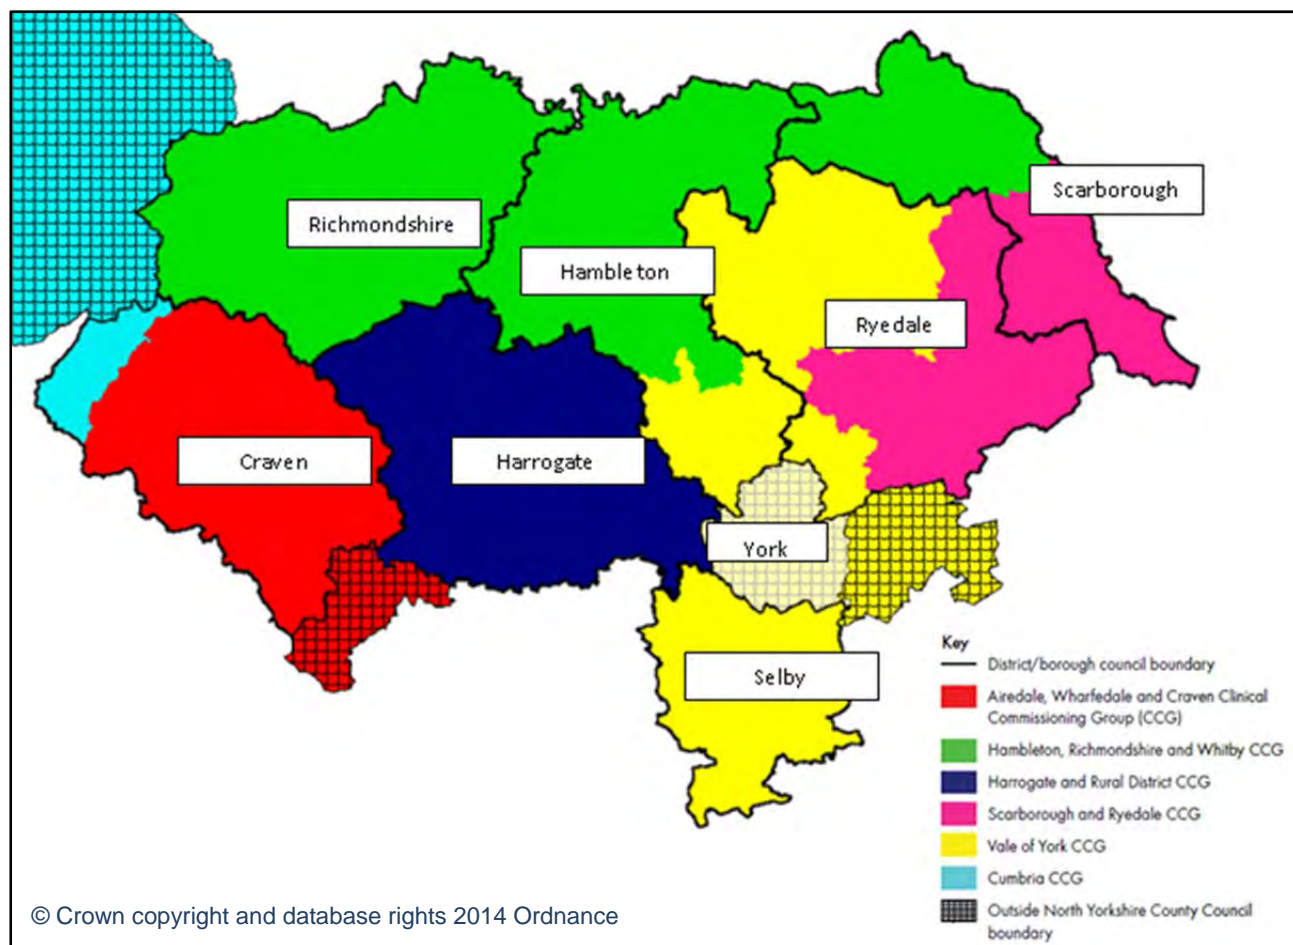 Scarborough
Richmondshire
Hambleton
Ryedale
Craven
Harrogate
York
Selby
Key
District/borough council boundary
Airedale, Wharfedale and Craven Clinical
Commissioning Group (CCG)
Hambleton, Richmondshire and Whitby CCG
Harrogate and Rural District CCG
Scarborough and Ryedale CCG
Vale of York CCG
Cumbria CCG
Outside North Yorkshire County Council
boundary
© Crown copyright and database rights 2014 Ordnance